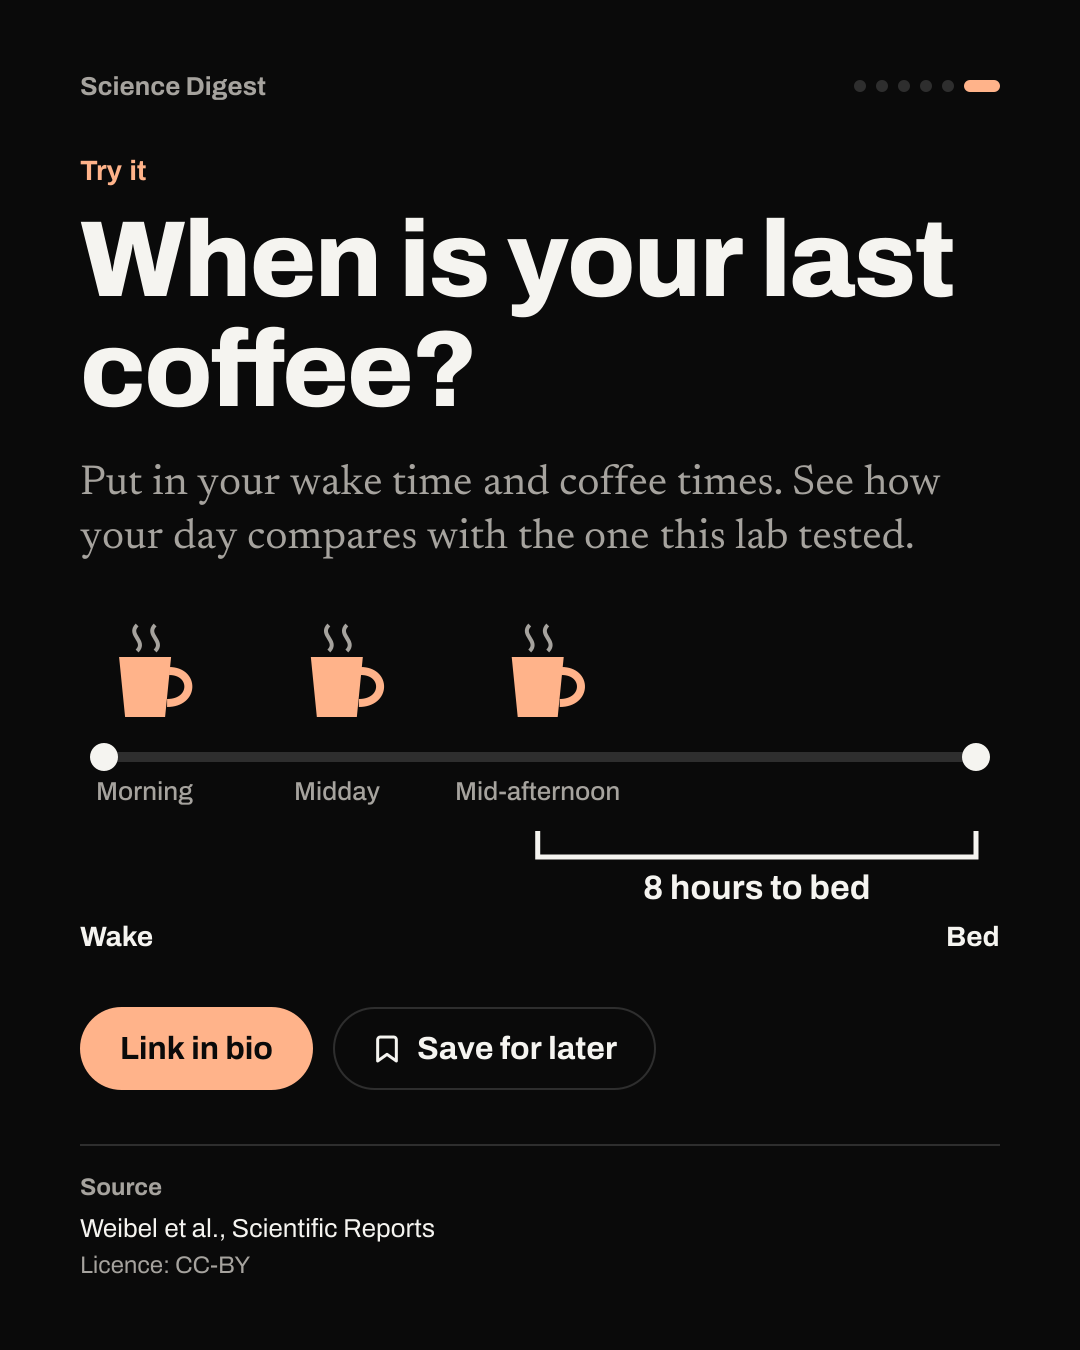 Science Digest
Try it
When is your last
coffee?
Put in your wake time and coffee times. See how
your day compares with the one this lab tested.
Morning
Midday
Mid-afternoon
8 hours to bed
Wake
Bed
Link in bio
Save for later
Source
Weibel et al., Scientific Reports
Licence: CC-BY